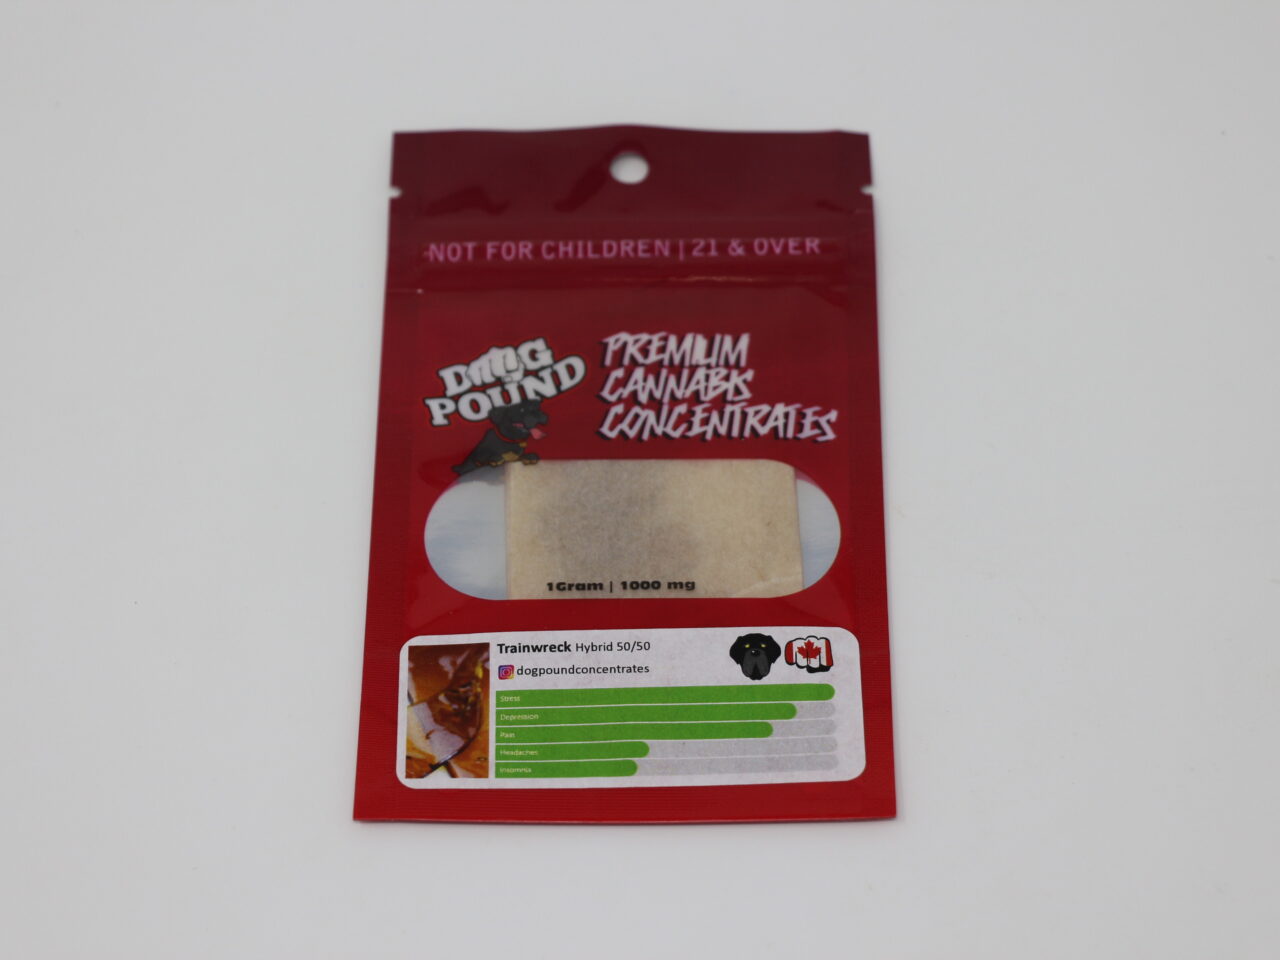 NOT FOR CHILDREN | 21 & OVER
DOG
POUND
PREMIUM
CANNABIS
CONCENTRATES
1Gram | 1000 mg
Trainwreck Hybrid 50/50
dogpoundconcentrates
Stress
Depression
Pain
Headaches
Insomnia